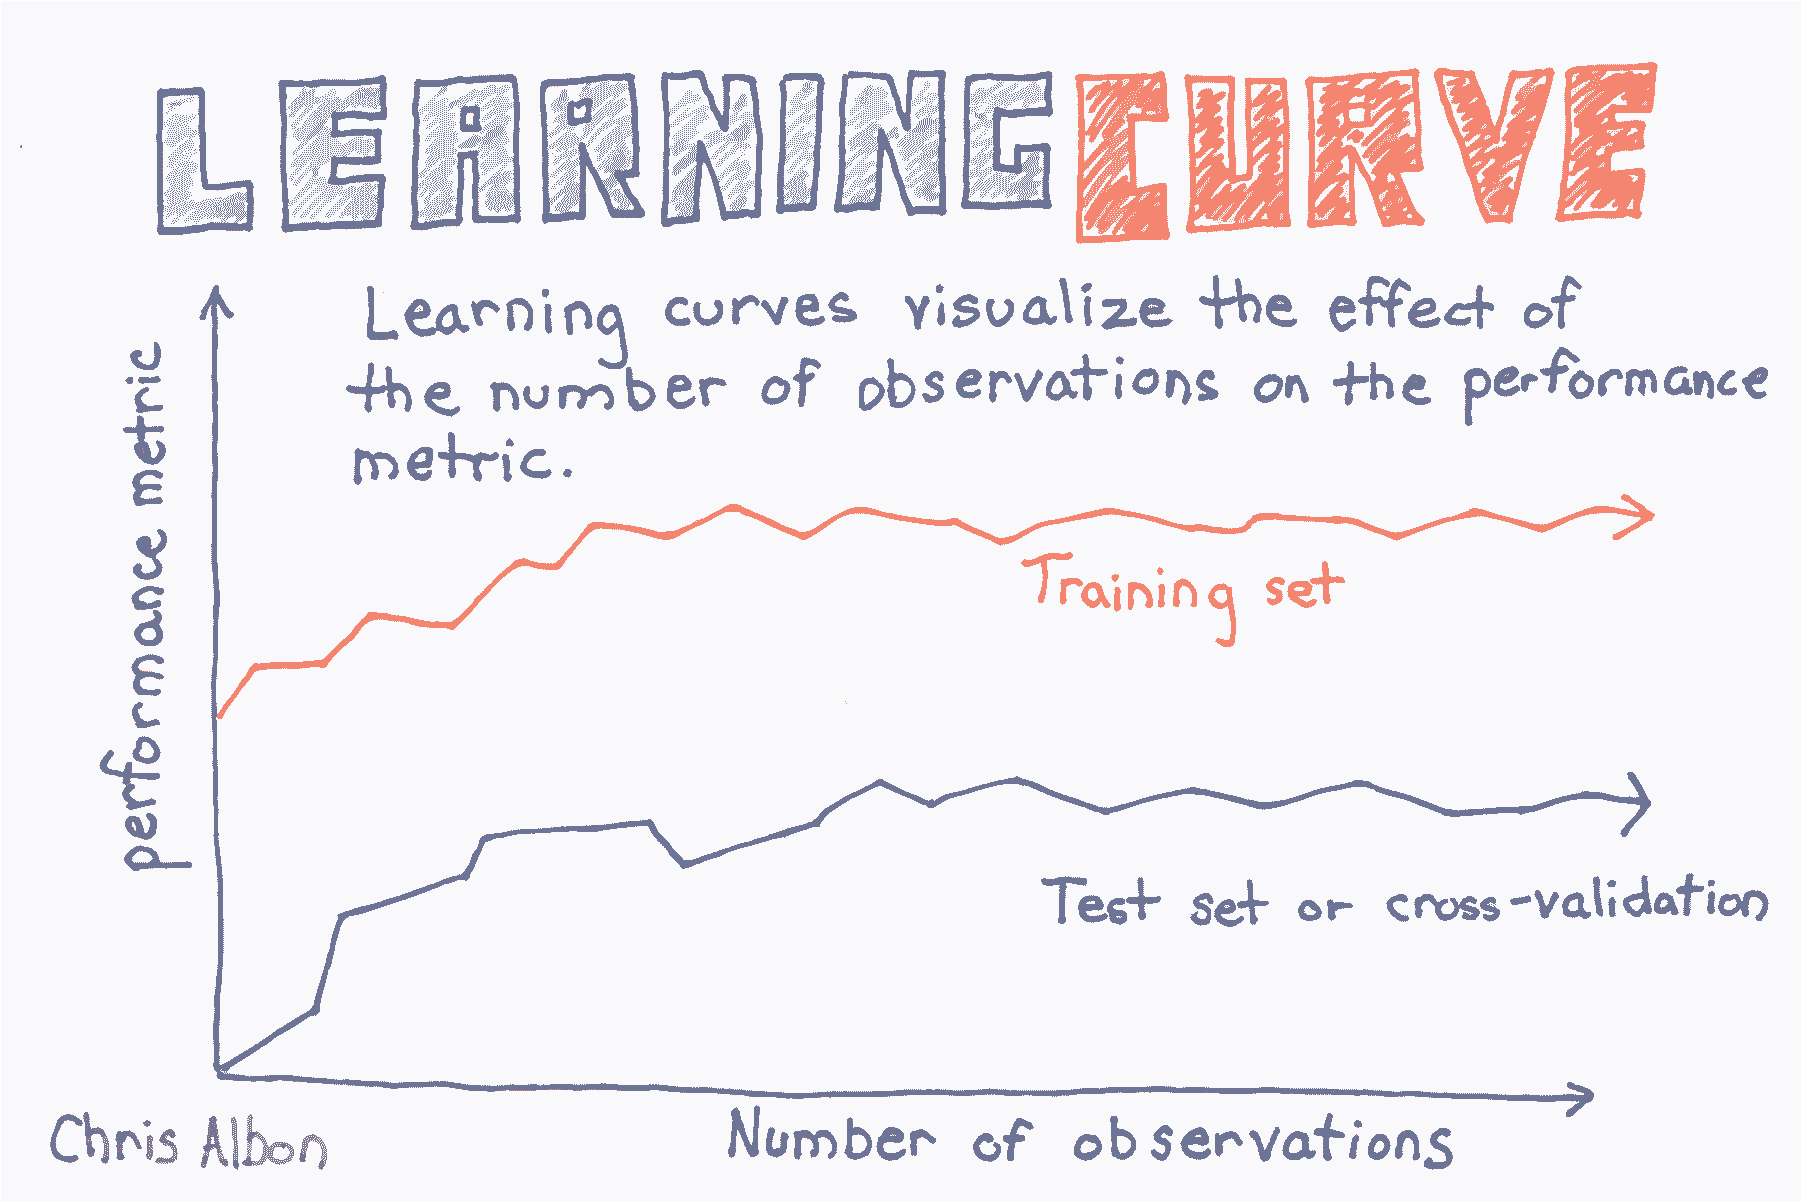 LEARNING CURVE
Learning curves visualize the effect of
the number of observations on the performance
metric.
performance metric
Training set
Test set or cross-validation
Number of observations
Chris Albon